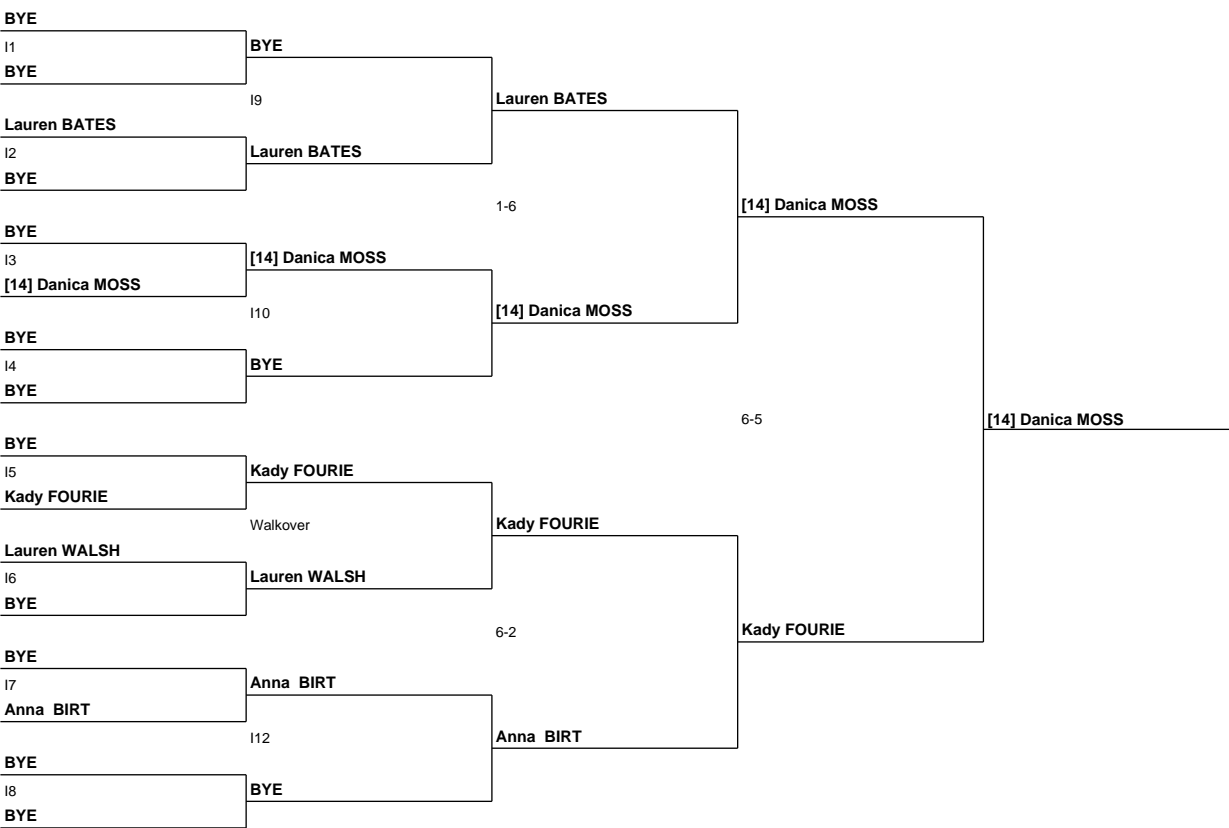 BYE
I1
BYE
BYE
I9
Lauren BATES
Lauren BATES
I2
Lauren BATES
BYE
1-6
[14] Danica MOSS
BYE
I3
[14] Danica MOSS
[14] Danica MOSS
I10
[14] Danica MOSS
BYE
I4
BYE
BYE
6-5
[14] Danica MOSS
BYE
I5
Kady FOURIE
Kady FOURIE
Walkover
Kady FOURIE
Lauren WALSH
I6
Lauren WALSH
BYE
6-2
Kady FOURIE
BYE
I7
Anna BIRT
Anna BIRT
I12
Anna BIRT
BYE
I8
BYE
BYE